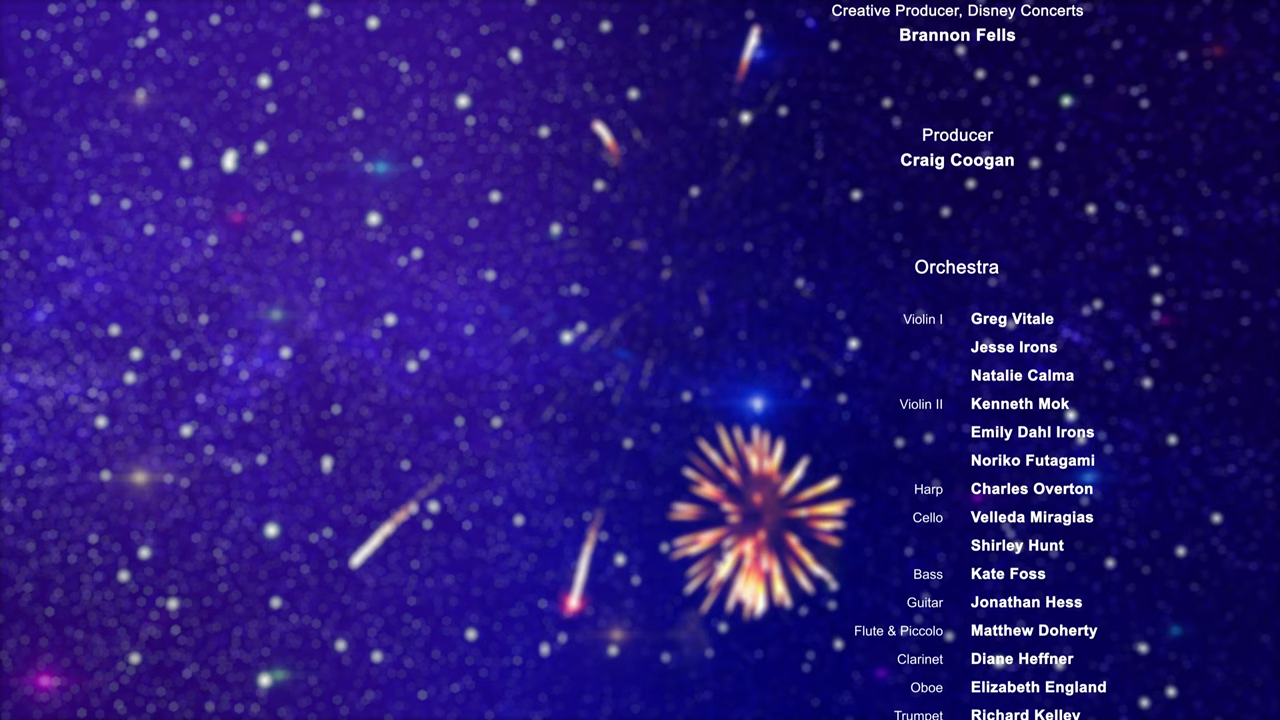 Creative Producer, Disney Concerts
Brannon Fells
Producer
Craig Coogan
Orchestra
Violin I Greg Vitale
Jesse Irons
Natalie Calma
Violin II Kenneth Mok
Emily Dahl Irons
Noriko Futagami
Harp Charles Overton
Cello Velleda Miragias
Shirley Hunt
Bass Kate Foss
Guitar Jonathan Hess
Flute & Piccolo Matthew Doherty
Clarinet Diane Heffner
Oboe Elizabeth England
Trumpet Richard Kelley